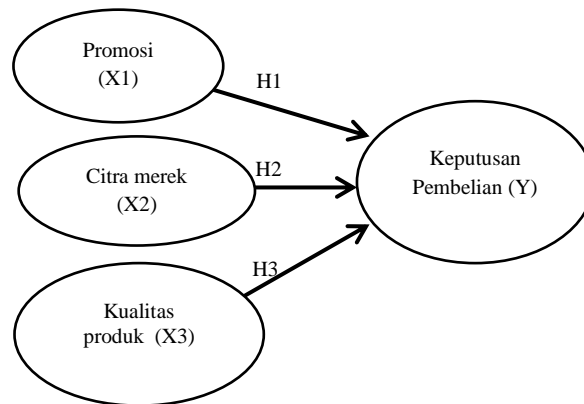 Promosi
(X1)
H1
Citra merek
(X2)
H2
Keputusan
Pembelian (Y)
H3
Kualitas
produk (X3)